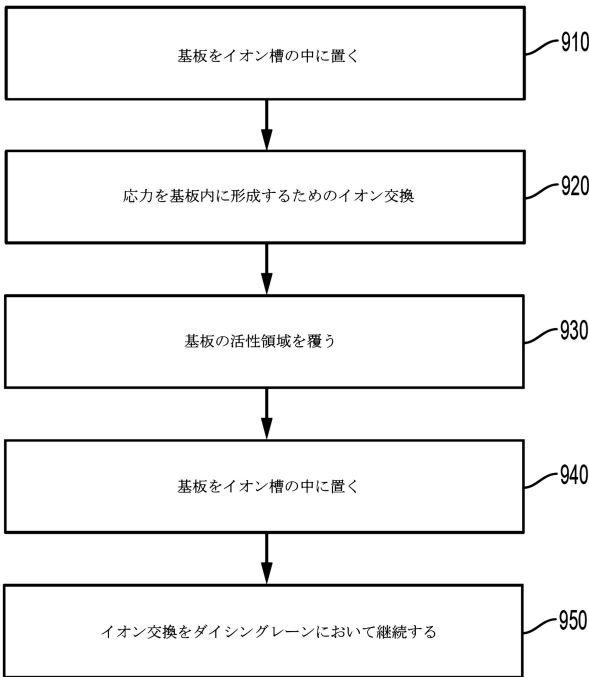 基板をイオン槽の中に置く
910
応力を基板内に形成するためのイオン交換
920
基板の活性領域を覆う
930
基板をイオン槽の中に置く
940
イオン交換をダイシングレーンにおいて継続する
950